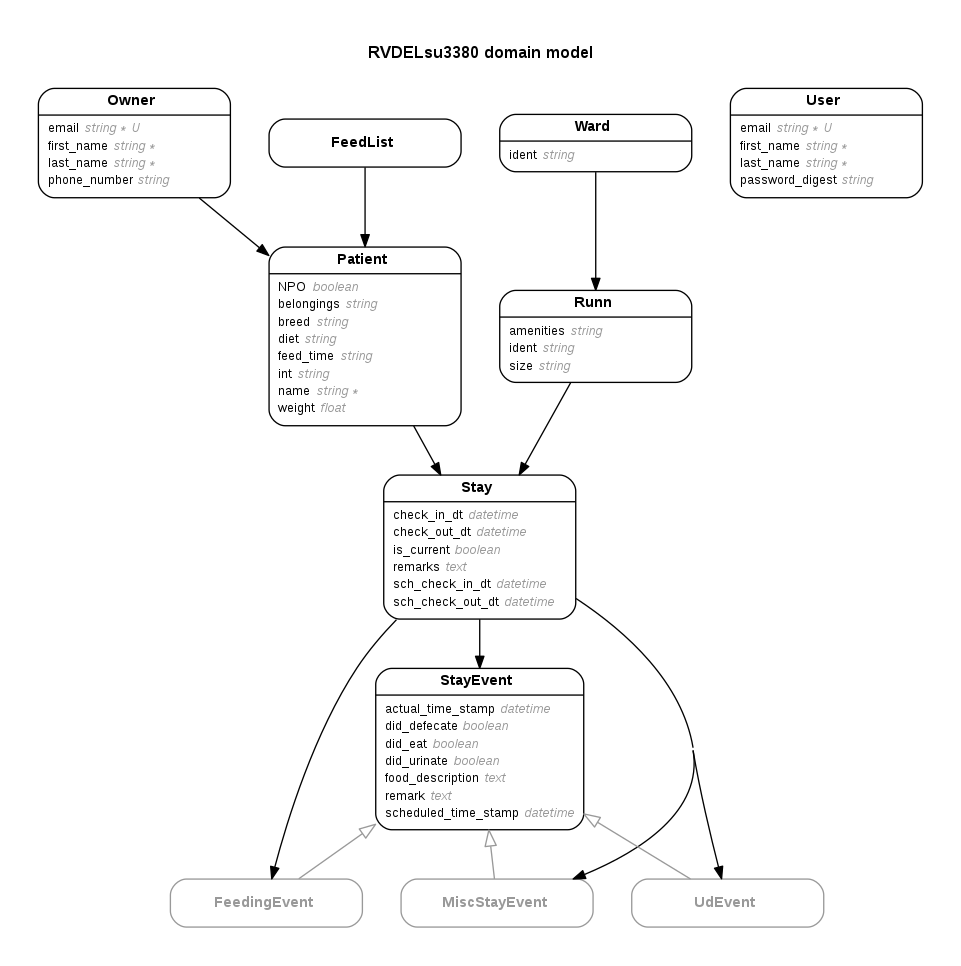 RVDELsu3380 domain model
Owner
email string * U
first_name string *
last_name string *
phone_number string
FeedList
Ward
ident string
User
email string * U
first_name string *
last_name string *
password_digest string
Patient
NPO boolean
belongings string
breed string
diet string
feed_time string
int string
name string *
weight float
Runn
amenities string
ident string
size string
Stay
check_in_dt datetime
check_out_dt datetime
is_current boolean
remarks text
sch_check_in_dt datetime
sch_check_out_dt datetime
StayEvent
actual_time_stamp datetime
did_defecate boolean
did_eat boolean
did_urinate boolean
food_description text
remark text
scheduled_time_stamp datetime
FeedingEvent
MiscStayEvent
UdEvent